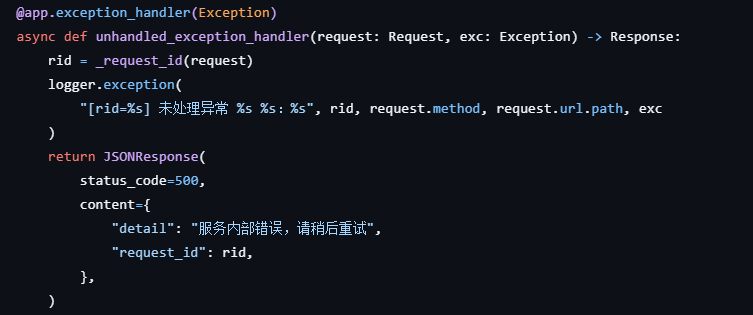 @app.exception_handler(Exception)
async def unhandled_exception_handler(request: Request, exc: Exception) -> Response:
    rid = _request_id(request)
    logger.exception(
        "[rid=%s] 未处理异常 %s %s: %s", rid, request.method, request.url.path, exc
    )
    return JSONResponse(
        status_code=500,
        content={
            "detail": "服务内部错误，请稍后重试",
            "request_id": rid,
        },
    )